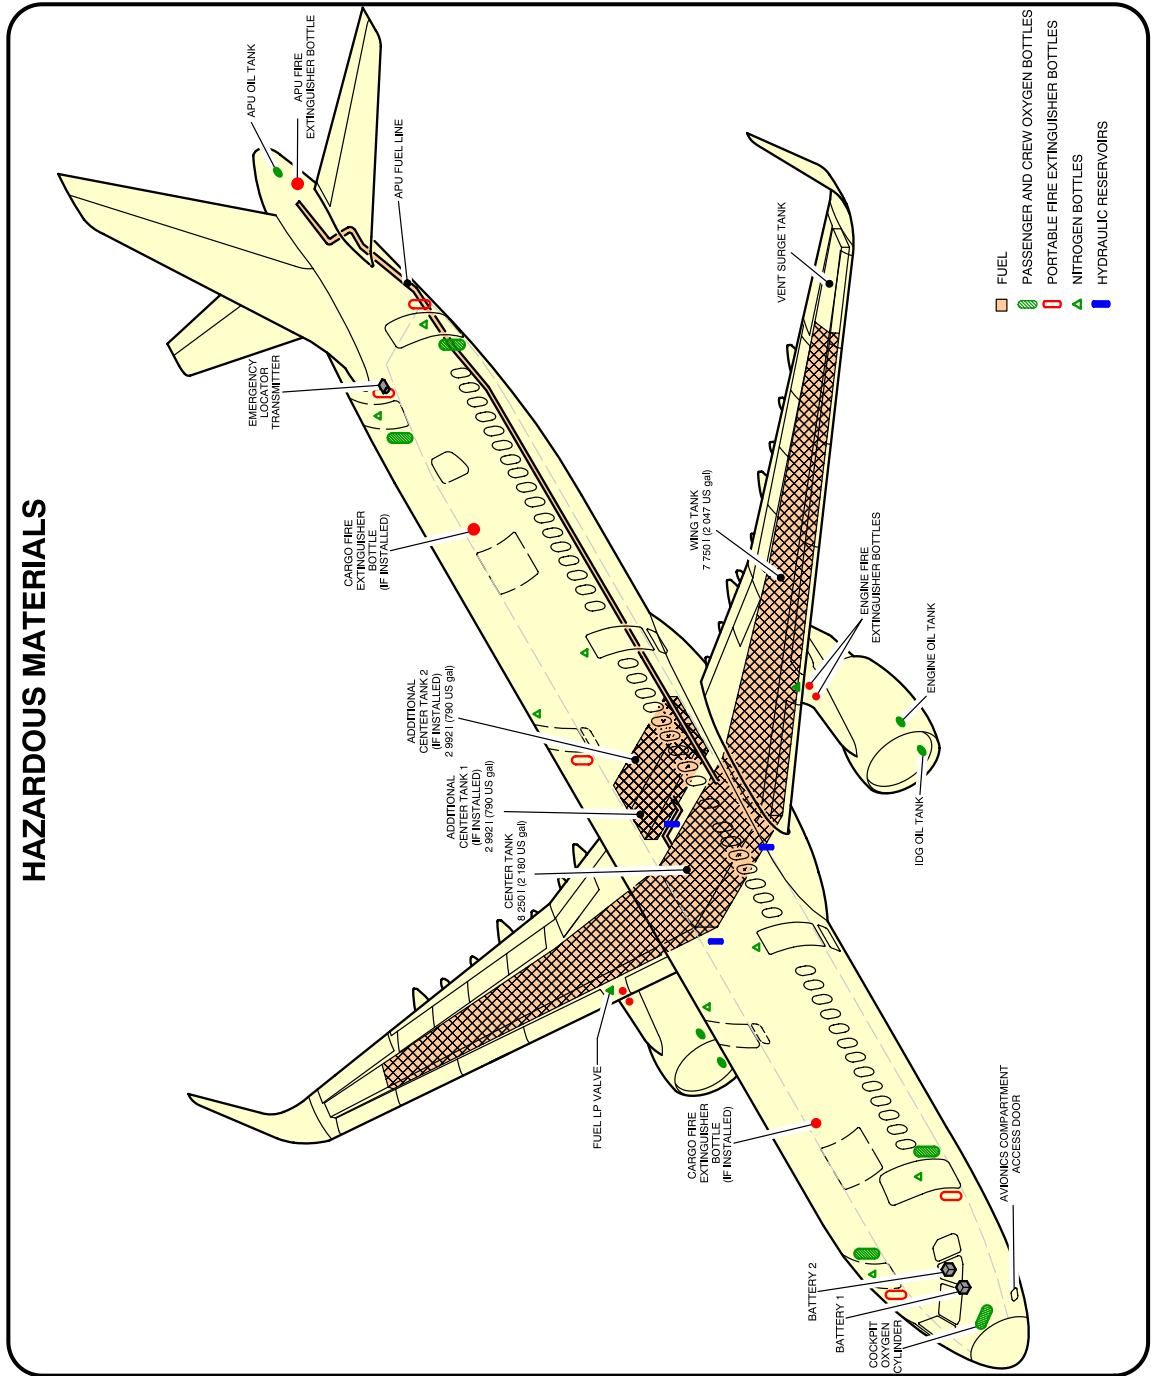 HAZARDOUS MATERIALS
APU OIL TANK
APU FIRE
EXTINGUISHER BOTTLE
APU FUEL LINE
EMERGENCY
LOCATOR
TRANSMITTER
CARGO FIRE
EXTINGUISHER
BOTTLE
(IF INSTALLED)
ADDITIONAL
CENTER TANK 2
(IF INSTALLED)
2 992 l (790 US gal)
ADDITIONAL
CENTER TANK 1
(IF INSTALLED)
2 992 l (790 US gal)
CENTER TANK
8 250 l (2 180 US gal)
FUEL LP VALVE
CARGO FIRE
EXTINGUISHER
BOTTLE
(IF INSTALLED)
BATTERY 2
BATTERY 1
COCKPIT
OXYGEN
CYLINDER
AVIONICS COMPARTMENT
ACCESS DOOR
IDG OIL TANK
ENGINE OIL TANK
ENGINE FIRE
EXTINGUISHER BOTTLES
WING TANK
7 750 l (2 047 US gal)
VENT SURGE TANK
FUEL
PASSENGER AND CREW OXYGEN BOTTLES
PORTABLE FIRE EXTINGUISHER BOTTLES
NITROGEN BOTTLES
HYDRAULIC RESERVOIRS